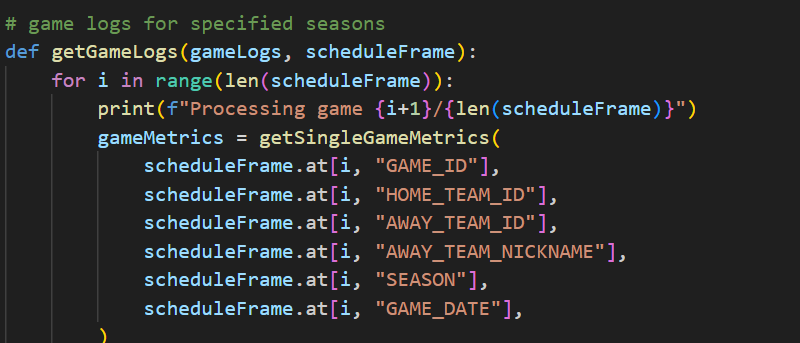 # game logs for specified seasons
def getGameLogs(gameLogs, scheduleFrame):
    for i in range(len(scheduleFrame)):
        print(f"Processing game {i+1}/{len(scheduleFrame)}")
        gameMetrics = getSingleGameMetrics(
            scheduleFrame.at[i, "GAME_ID"],
            scheduleFrame.at[i, "HOME_TEAM_ID"],
            scheduleFrame.at[i, "AWAY_TEAM_ID"],
            scheduleFrame.at[i, "AWAY_TEAM_NICKNAME"],
            scheduleFrame.at[i, "SEASON"],
            scheduleFrame.at[i, "GAME_DATE"],
        )